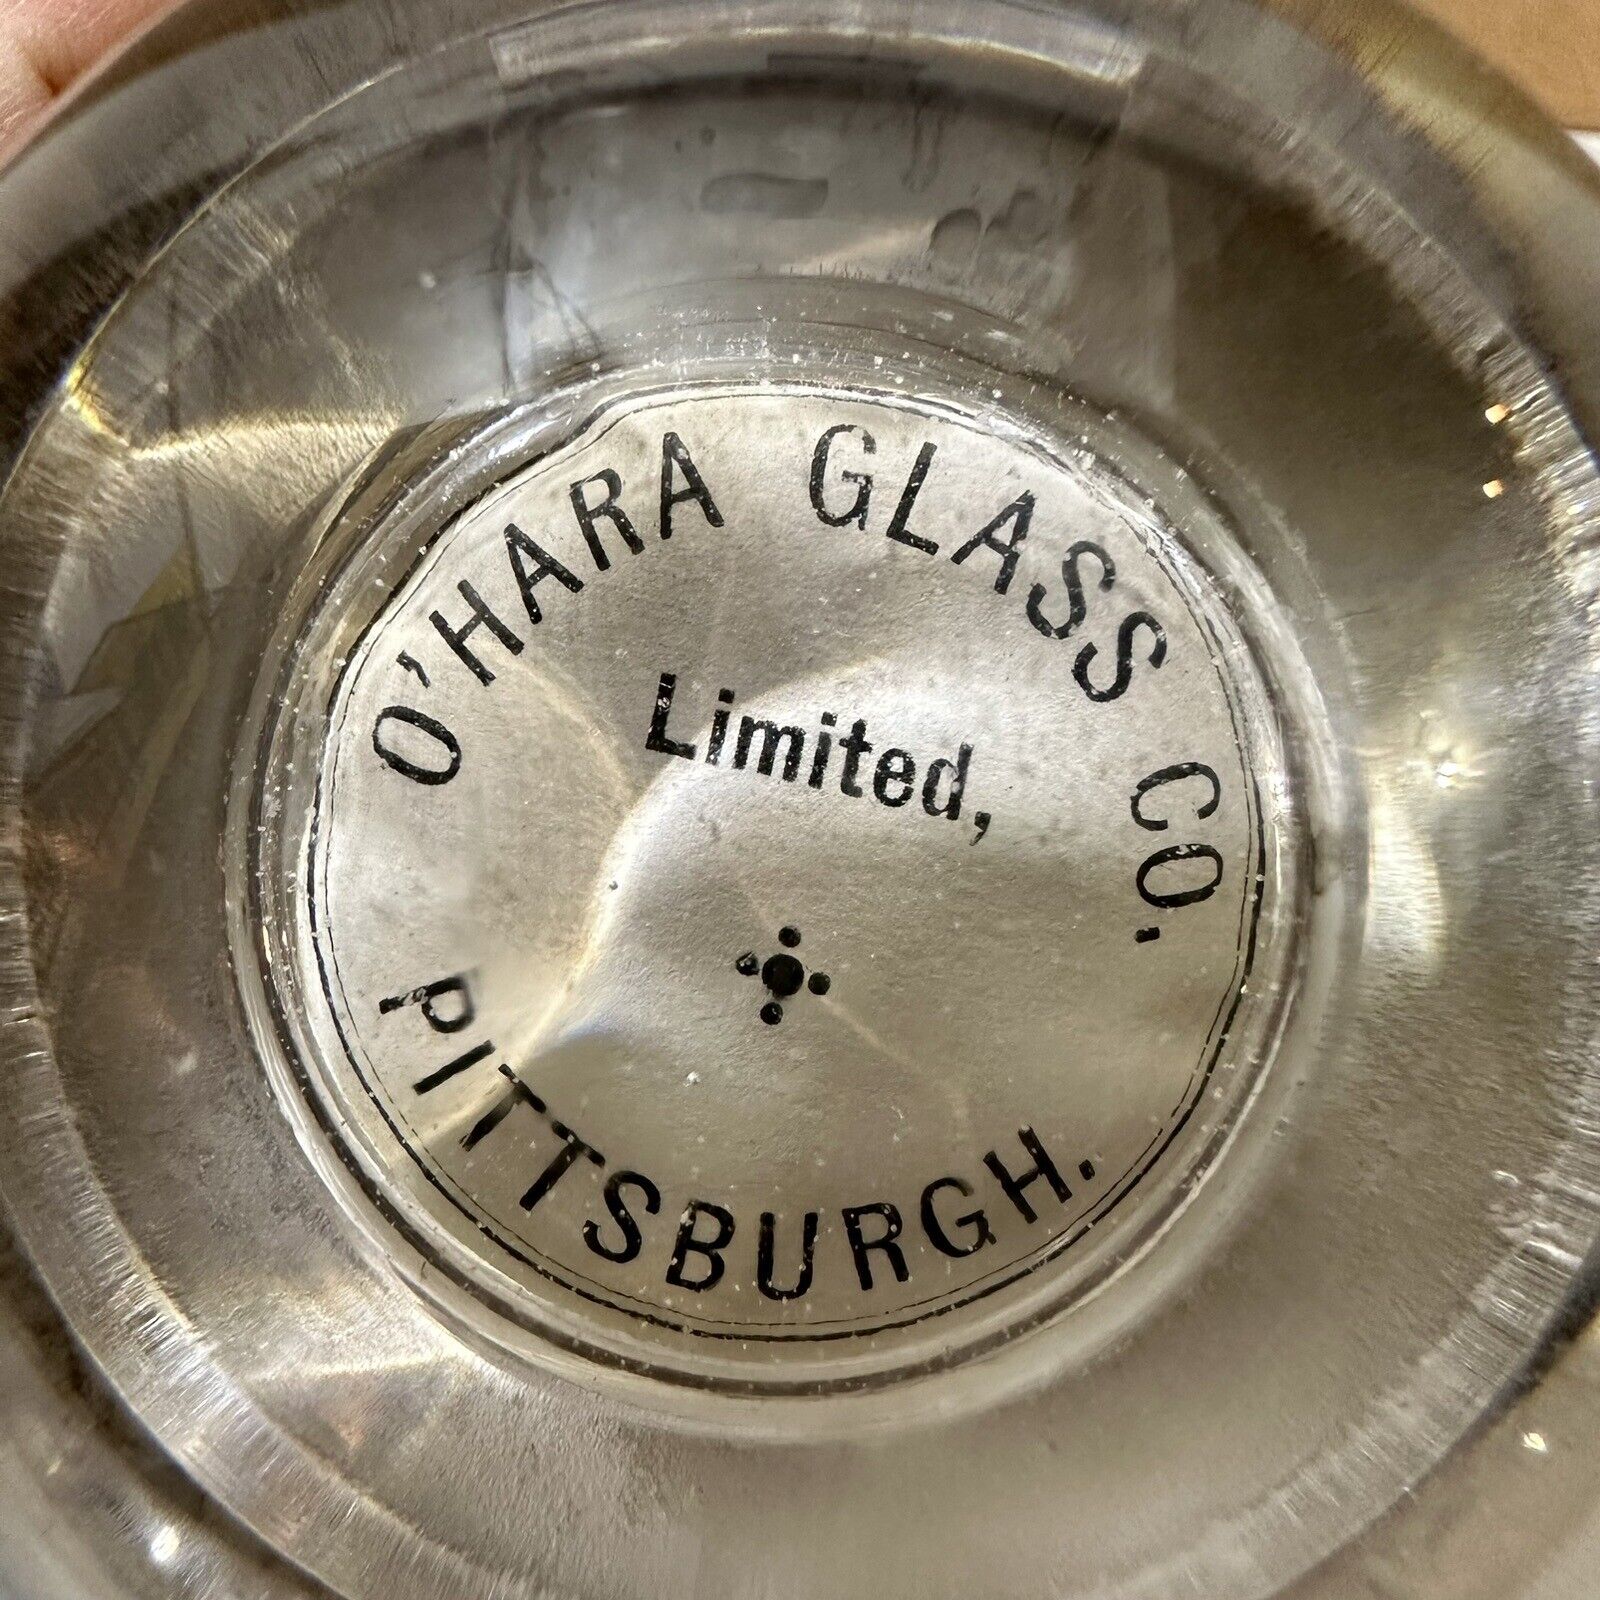 O'HARA GLASS CO.
Limited,
PITTSBURGH.